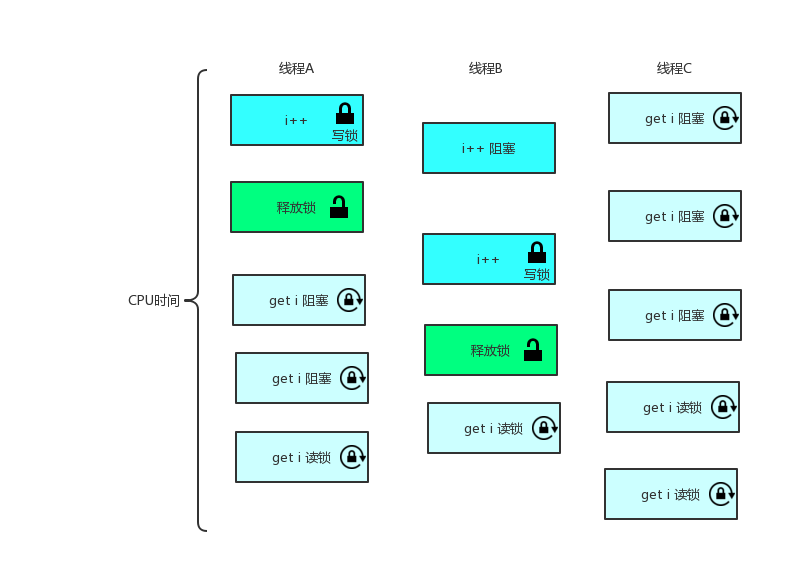 线程A
线程B
线程C
i++
写锁
释放锁
get i 阻塞
get i 阻塞
get i 读锁
i++ 阻塞
i++
写锁
释放锁
get i 读锁
get i 阻塞
get i 阻塞
get i 阻塞
get i 读锁
get i 读锁
CPU时间